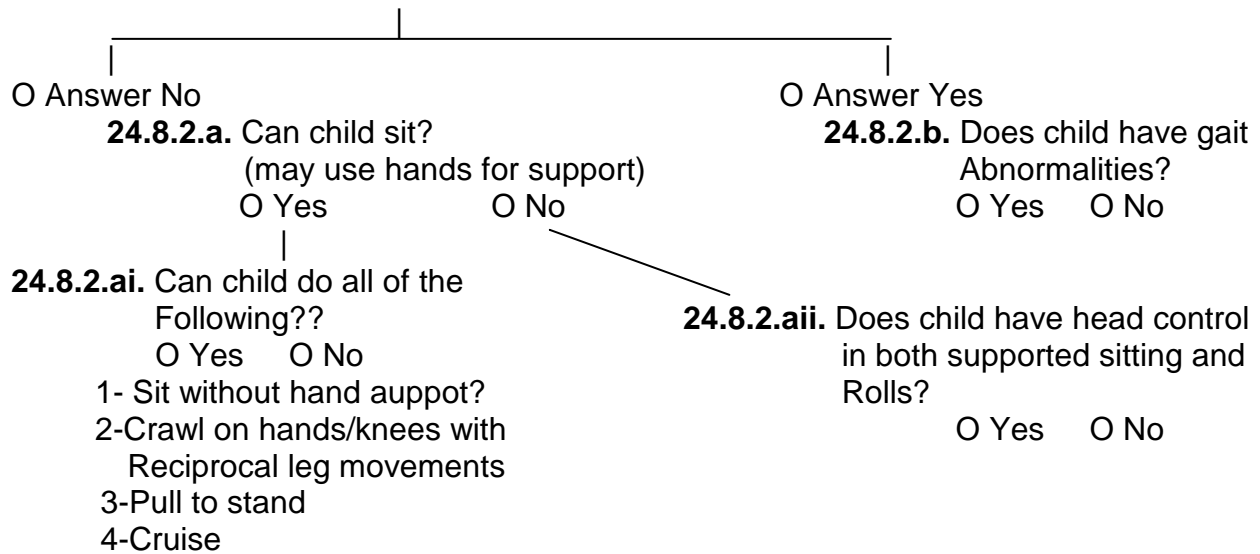 O Answer No
O Answer Yes
24.8.2.a. Can child sit?
(may use hands for support)
O Yes O No
24.8.2.b. Does child have gait
Abnormalities?
O Yes O No
24.8.2.ai. Can child do all of the
Following??
O Yes O No
1- Sit without hand auppot?
2-Crawl on hands/knees with
Reciprocal leg movements
3-Pull to stand
4-Cruise
24.8.2.aii. Does child have head control
in both supported sitting and
Rolls?
O Yes O No